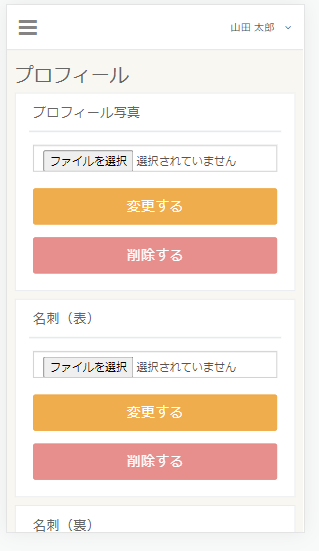 山田 太郎
プロフィール
プロフィール写真
ファイルを選択 選択されていません
変更する
削除する
名刺（表）
ファイルを選択 選択されていません
変更する
削除する
名刺（裏）